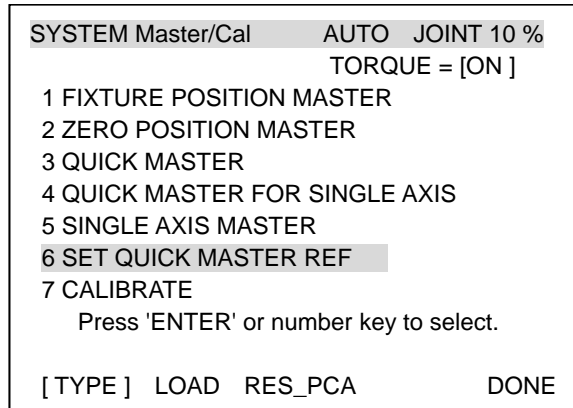 SYSTEM Master/Cal AUTO JOINT 10 %
TORQUE = [ON ]
1 FIXTURE POSITION MASTER
2 ZERO POSITION MASTER
3 QUICK MASTER
4 QUICK MASTER FOR SINGLE AXIS
5 SINGLE AXIS MASTER
6 SET QUICK MASTER REF
7 CALIBRATE
Press 'ENTER' or number key to select.
[ TYPE ] LOAD RES_PCA DONE